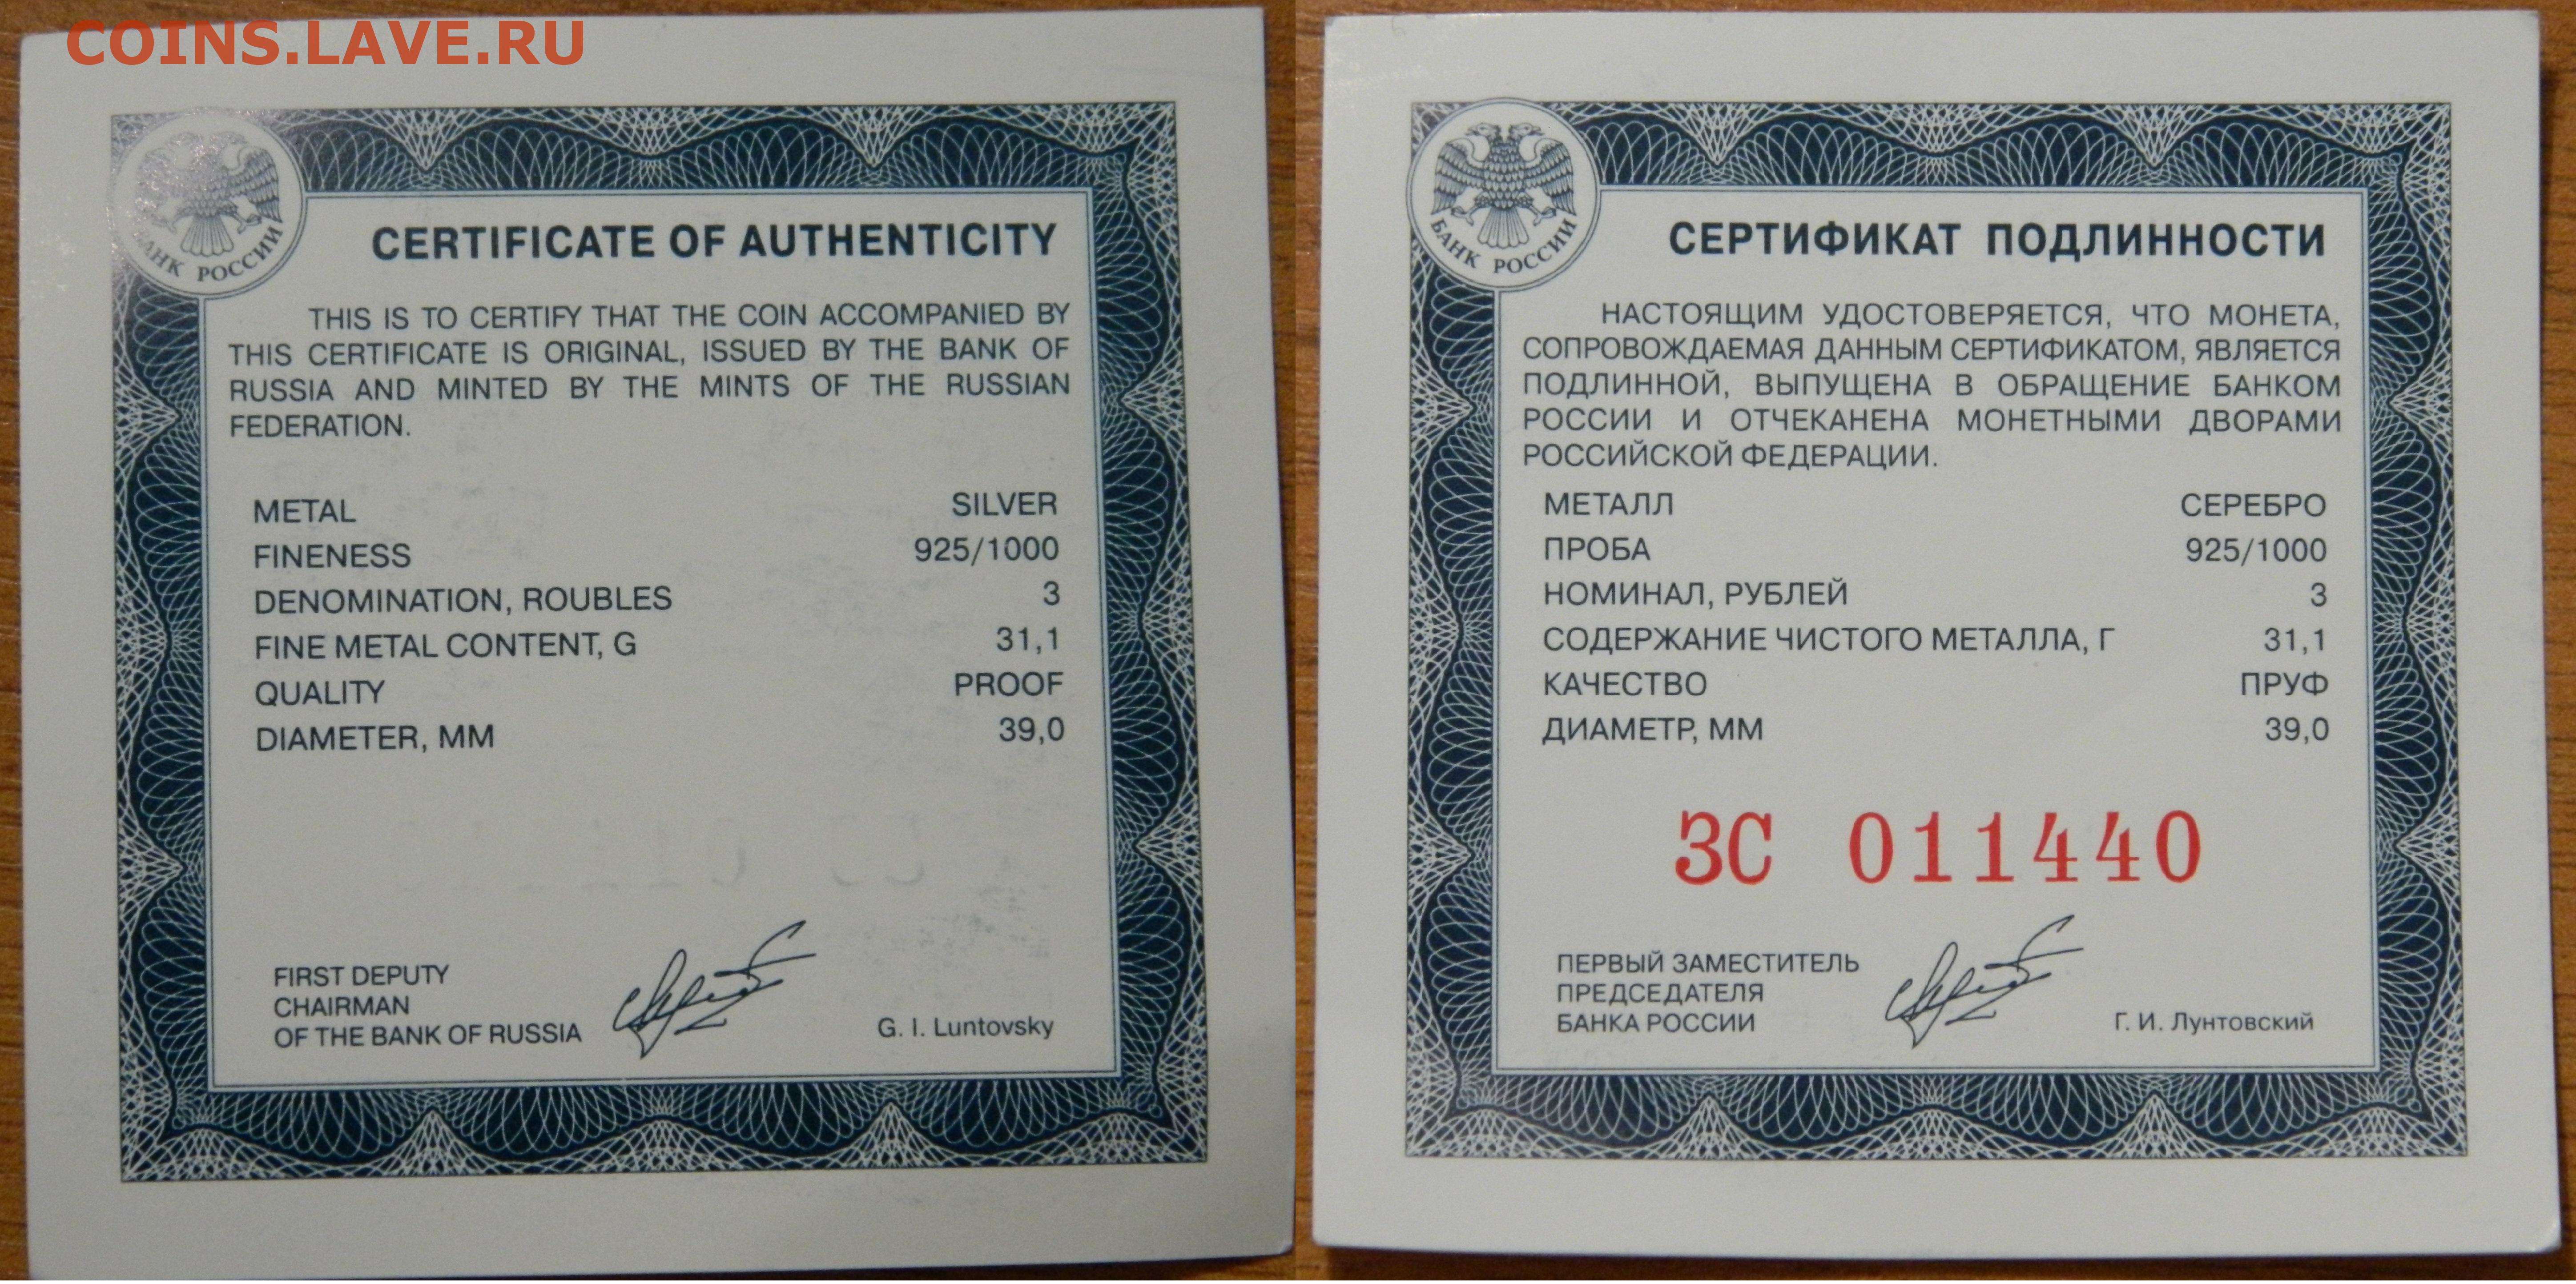 COINS.LAVE.RU
БАНК РОССИИ
CERTIFICATE OF AUTHENTICITY
THIS IS TO CERTIFY THAT THE COIN ACCOMPANIED BY
THIS CERTIFICATE IS ORIGINAL, ISSUED BY THE BANK OF
RUSSIA AND MINTED BY THE MINTS OF THE RUSSIAN
FEDERATION.
METAL SILVER
FINENESS 925/1000
DENOMINATION, ROUBLES 3
FINE METAL CONTENT, G 31,1
QUALITY PROOF
DIAMETER, MM 39,0
FIRST DEPUTY
CHAIRMAN
OF THE BANK OF RUSSIA G. I. Luntovsky
БАНК РОССИИ
СЕРТИФИКАТ ПОДЛИННОСТИ
НАСТОЯЩИМ УДОСТОВЕРЯЕТСЯ, ЧТО МОНЕТА,
СОПРОВОЖДАЕМАЯ ДАННЫМ СЕРТИФИКАТОМ, ЯВЛЯЕТСЯ
ПОДЛИННОЙ, ВЫПУЩЕНА В ОБРАЩЕНИЕ БАНКОМ
РОССИИ И ОТЧЕКАНЕНА МОНЕТНЫМИ ДВОРАМИ
РОССИЙСКОЙ ФЕДЕРАЦИИ.
МЕТАЛЛ СЕРЕБРО
ПРОБА 925/1000
НОМИНАЛ, РУБЛЕЙ 3
СОДЕРЖАНИЕ ЧИСТОГО МЕТАЛЛА, Г 31,1
КАЧЕСТВО ПРУФ
ДИАМЕТР, ММ 39,0
ЗС 011440
ПЕРВЫЙ ЗАМЕСТИТЕЛЬ
ПРЕДСЕДАТЕЛЯ
БАНКА РОССИИ Г. И. Лунтовский